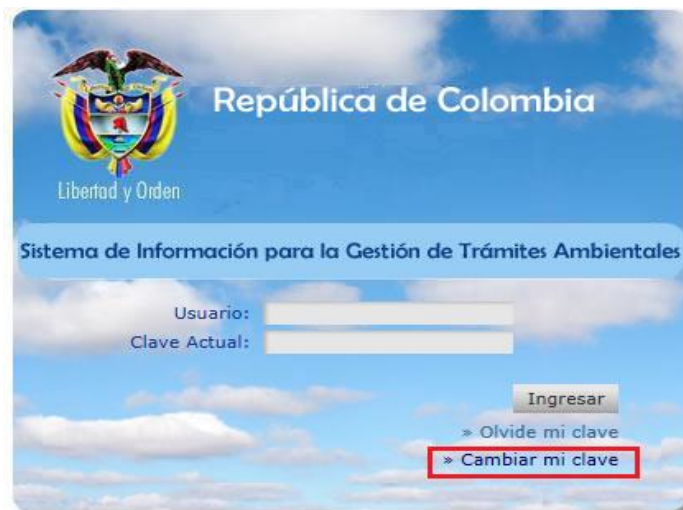 República de Colombia
Libertad y Orden
Sistema de Información para la Gestión de Trámites Ambientales
Usuario:
Clave Actual:
Ingresar
» Olvide mi clave
» Cambiar mi clave